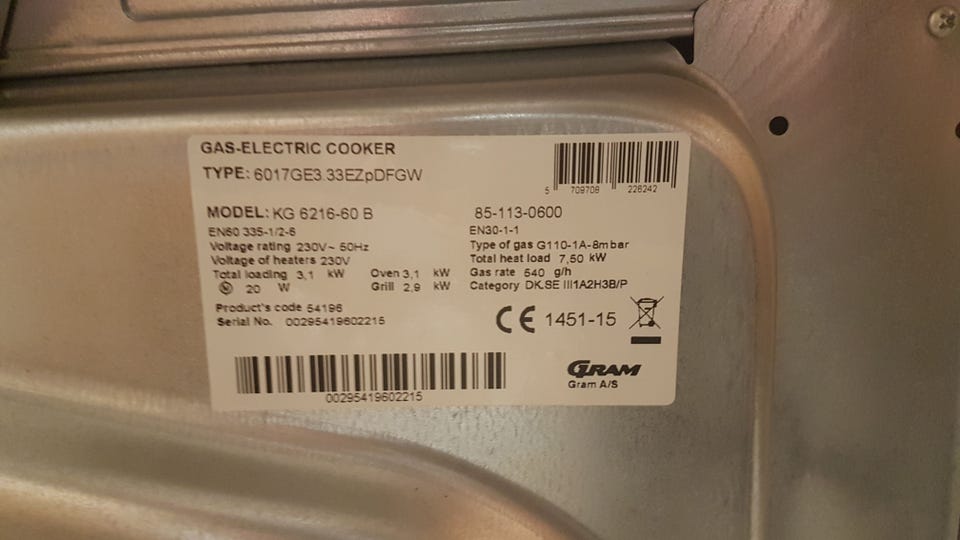 GAS-ELECTRIC COOKER
TYPE: 6017GE3.33EZpDFGW
5 709708 228242
MODEL: KG 6216-60 B
85-113-0600
EN60 335-1/2-6
EN30-1-1
Voltage rating 230V~ 50Hz
Type of gas G110-1A-8mbar
Voltage of heaters 230V
Total heat load 7,50 kW
Total loading 3,1 kW Oven 3,1 kW
Gas rate 540 g/h
20 W Grill 2,9 kW
Category DK.SE III1A2H3B/P
Product's code 54196
Serial No. 00295419602215
CE 1451-15
00295419602215
GRAM
Gram A/S